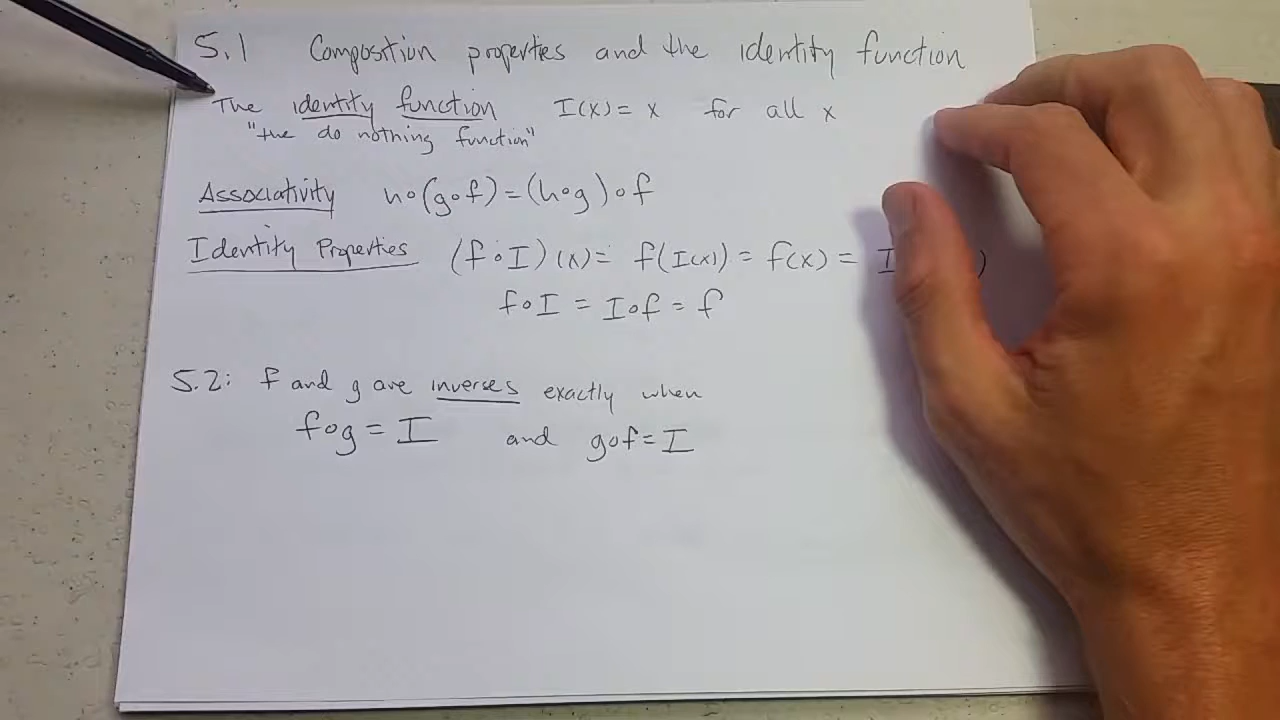 5.1 Composition properties and the identity function
The identity function I(x) = x for all x
"the do nothing function"
Associativity h∘(g∘f) = (h∘g)∘f
Identity Properties (f∘I)(x) = f(I(x)) = f(x) = I )
f∘I = I∘f = f
5.2: f and g are inverses exactly when
f∘g = I and g∘f = I